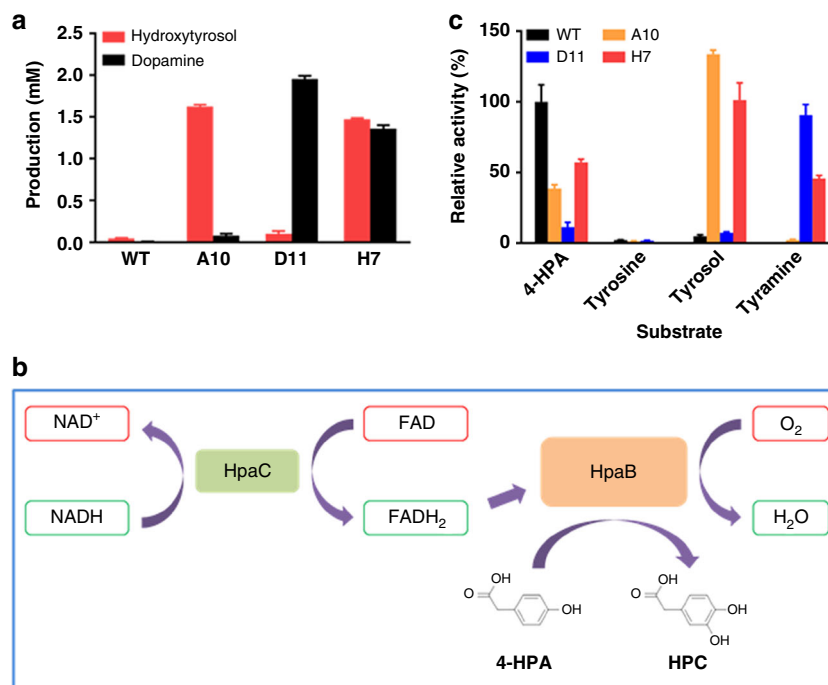 a
Hydroxytyrosol
Dopamine
Production (mM)
2.5
2.0
1.5
1.0
0.5
0.0
WT A10 D11 H7
c
WT A10
D11 H7
Relative activity (%)
150
100
50
0
4-HPA Tyrosine Tyrosol Tyramine
Substrate
b
NAD⁺ FAD O₂
HpaC HpaB
NADH FADH₂ H₂O
OH OH
O OH O OH
OH
4-HPA HPC